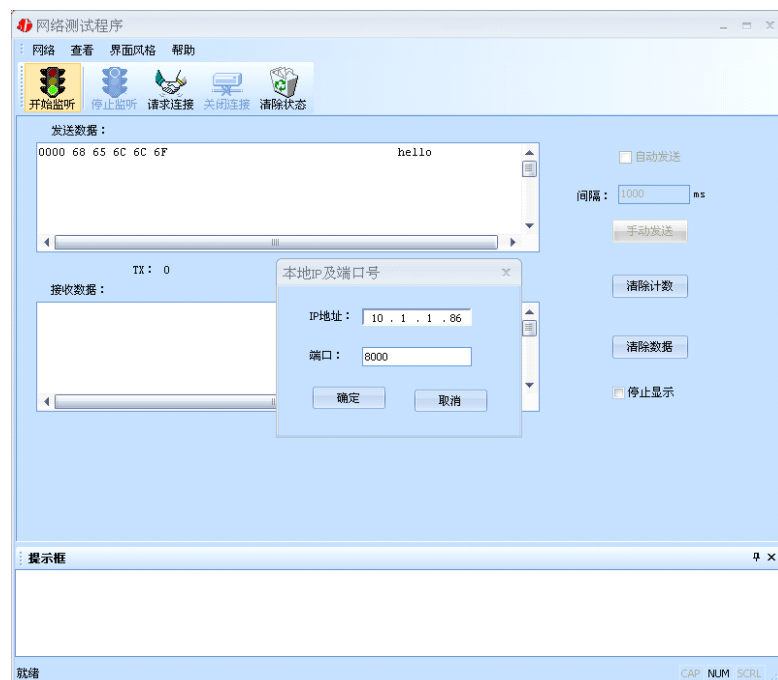 网络测试程序
网络 查看 界面风格 帮助
开始监听 停止监听 请求连接 关闭连接 清除状态
发送数据：
0000 68 65 6C 6C 6F hello
自动发送
间隔： 1000 ms
手动发送
TX： 0
接收数据：
本地IP及端口号
IP地址： 10 . 1 . 1 .86
端口： 8000
确定 取消
清除计数
清除数据
停止显示
提示框
就绪
CAP NUM SCRL